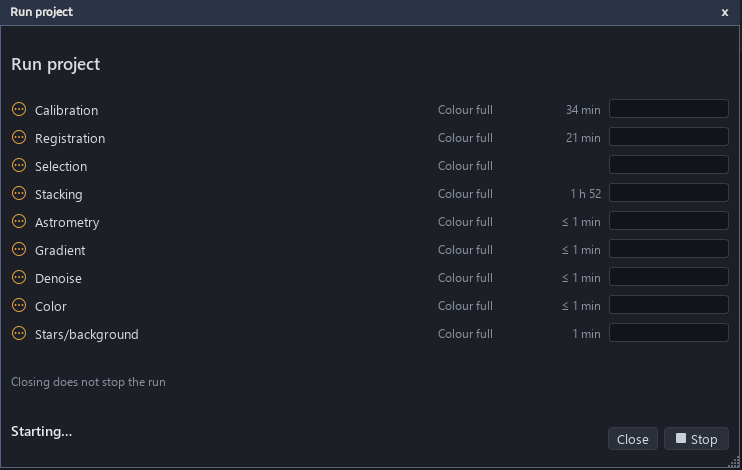 Run project x
Run project
Calibration Colour full 34 min
Registration Colour full 21 min
Selection Colour full
Stacking Colour full 1 h 52
Astrometry Colour full ≤ 1 min
Gradient Colour full ≤ 1 min
Denoise Colour full ≤ 1 min
Color Colour full ≤ 1 min
Stars/background Colour full 1 min
Closing does not stop the run
Starting... Close Stop